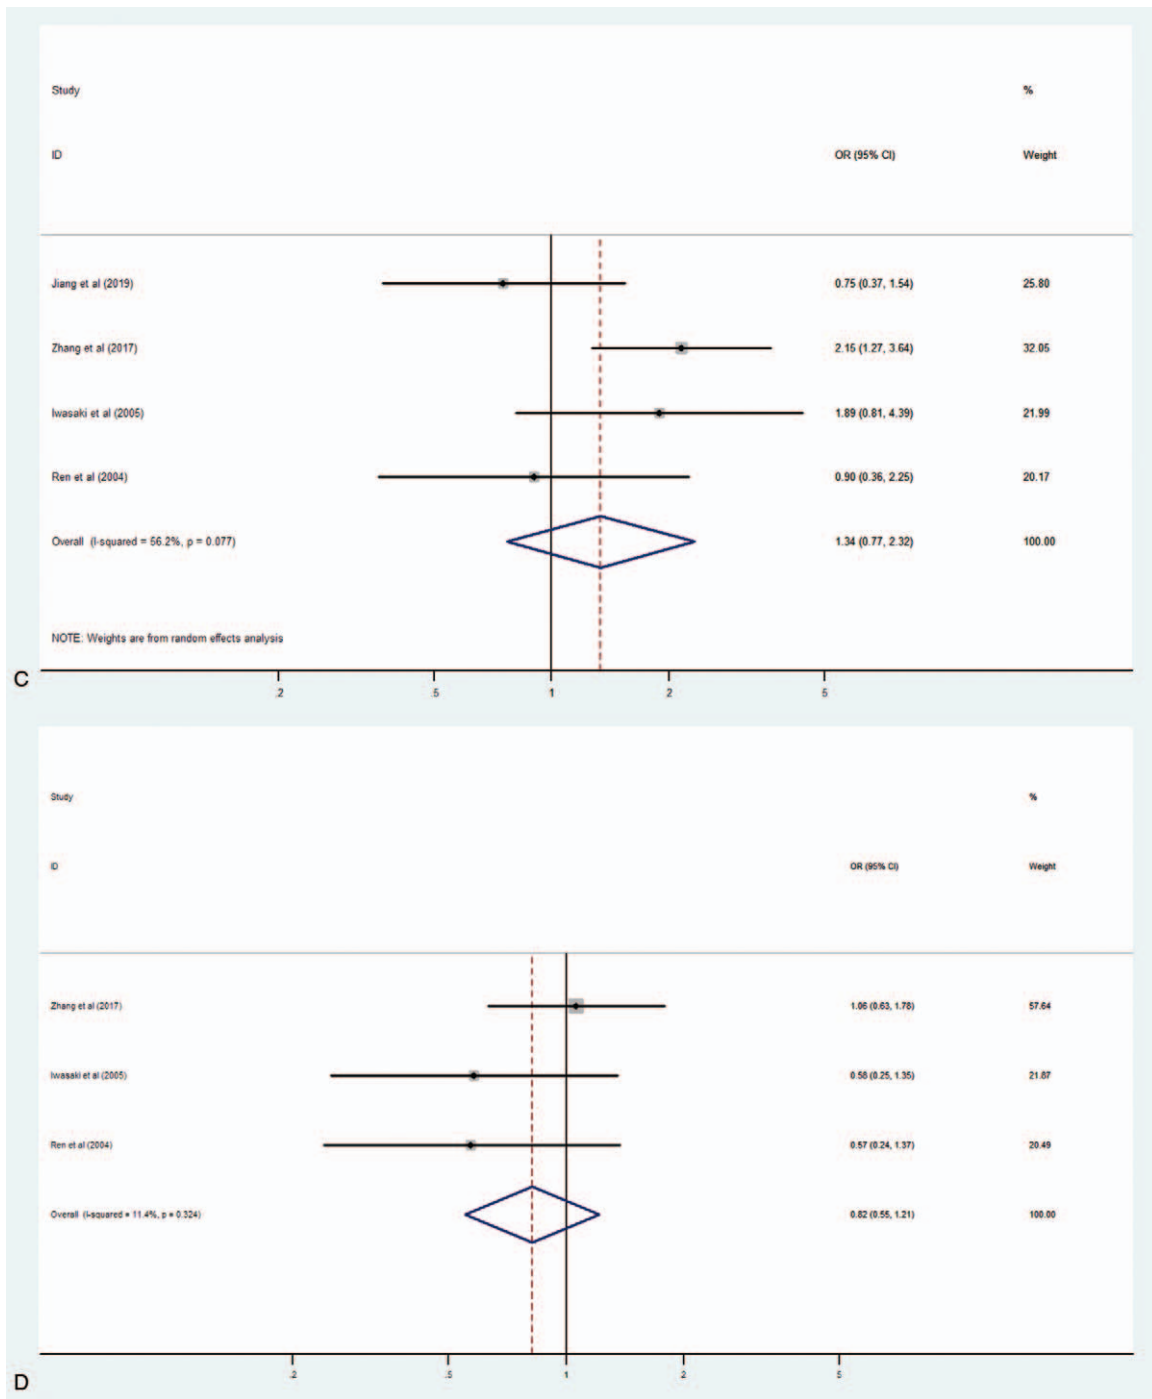 Study %
ID OR (95% CI) Weight
Jiang et al (2019) 0.75 (0.37, 1.54) 25.80
Zhang et al (2017) 2.15 (1.27, 3.64) 32.05
Iwasaki et al (2005) 1.89 (0.81, 4.39) 21.99
Ren et al (2004) 0.90 (0.36, 2.25) 20.17
Overall (I-squared = 56.2%, p = 0.077) 1.34 (0.77, 2.32) 100.00
NOTE: Weights are from random effects analysis
C
.2 .5 1 2 5
Study %
ID OR (95% CI) Weight
Zhang et al (2017) 1.06 (0.63, 1.78) 57.64
Iwasaki et al (2005) 0.58 (0.25, 1.35) 21.87
Ren et al (2004) 0.57 (0.24, 1.37) 20.49
Overall (I-squared = 11.4%, p = 0.324) 0.82 (0.55, 1.21) 100.00
D
.2 .5 1 2 5